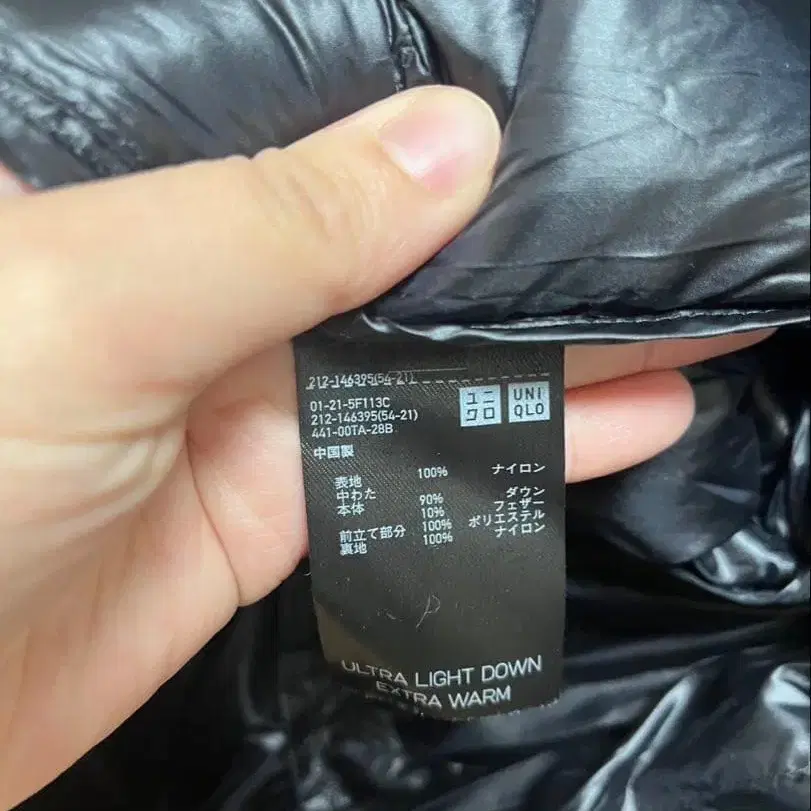 212-146395(54-21)
01-21-5F113C
212-146395(54-21)
441-00TA-28B
ユニ
クロ
UNI
QLO
中国製
表地 100% ナイロン
中わた
本体 90% ダウン
10% フェザー
前立て部分 100% ポリエステル
裏地 100% ナイロン
ULTRA LIGHT DOWN
EXTRA WARM